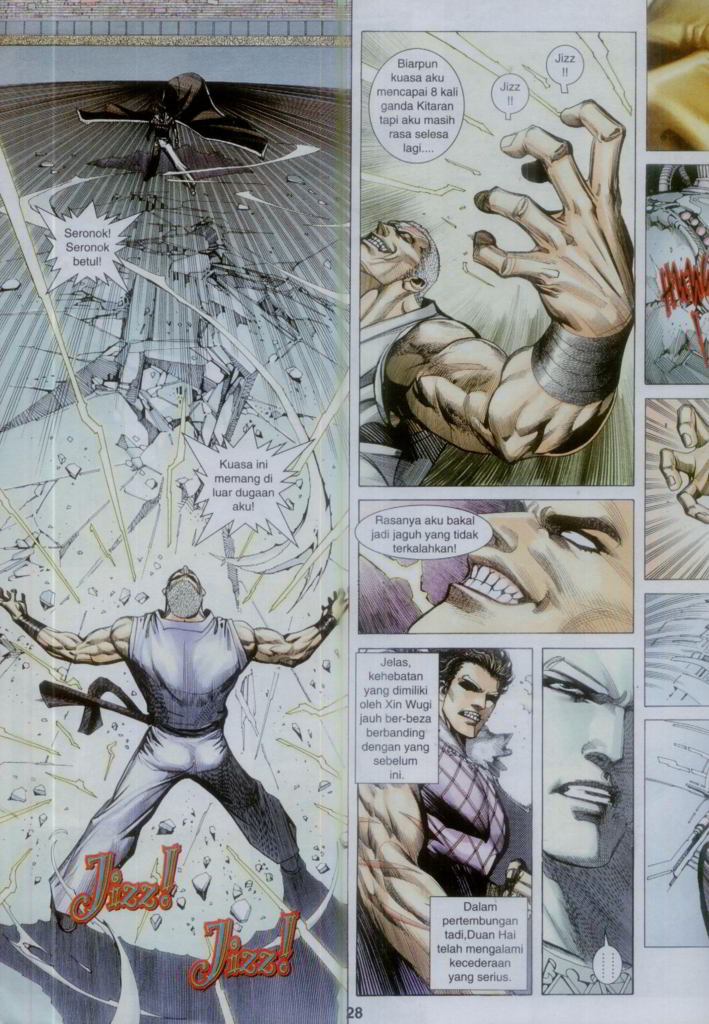 Seronok!
Seronok
betul!
Kuasa ini
memang di
luar dugaan
aku!
Jizz!
Jizz!
Biarpun
kuasa aku
mencapai 8 kali
ganda Kitaran
tapi aku masih
rasa selesa
lagi....
Jizz
!!
Jizz
!!
Rasanya aku bakal
jadi jaguh yang tidak
terkalahkan!
Jelas,
kehebatan
yang dimiliki
oleh Xin Wugi
jauh ber-beza
berbanding
dengan yang
sebelum
ini.
Dalam
pertembungan
tadi,Duan Hai
telah mengalami
kecederaan
yang serius.
28